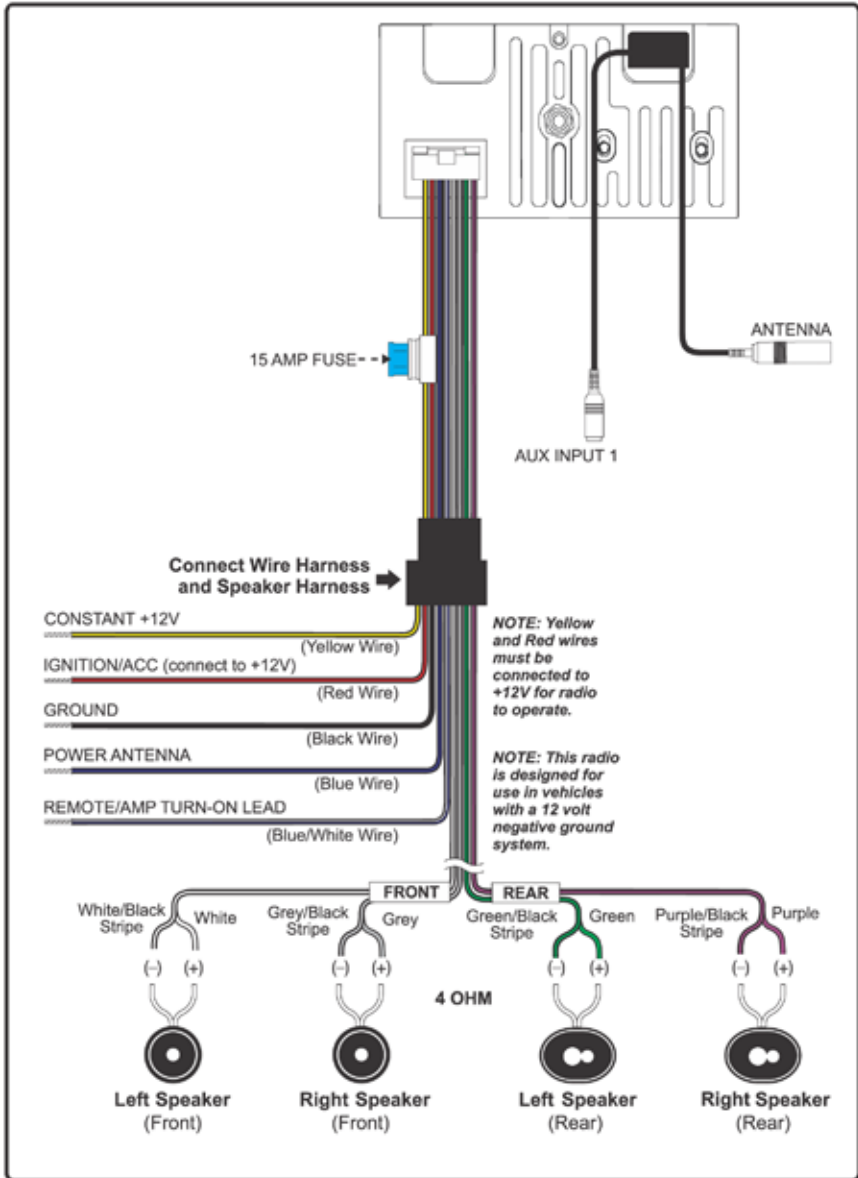 15 AMP FUSE
ANTENNA
AUX INPUT 1
Connect Wire Harness
and Speaker Harness
CONSTANT +12V
(Yellow Wire)
IGNITION/ACC (connect to +12V)
(Red Wire)
GROUND
(Black Wire)
POWER ANTENNA
(Blue Wire)
REMOTE/AMP TURN-ON LEAD
(Blue/White Wire)
NOTE: Yellow
and Red wires
must be
connected to
+12V for radio
to operate.
NOTE: This radio
is designed for
use in vehicles
with a 12 volt
negative ground
system.
FRONT
REAR
White/Black
Stripe
White
Grey/Black
Stripe
Grey
Green/Black
Stripe
Green
Purple/Black
Stripe
Purple
(–) (+)
(–) (+)
(–) (+)
(–) (+)
4 OHM
Left Speaker
(Front)
Right Speaker
(Front)
Left Speaker
(Rear)
Right Speaker
(Rear)